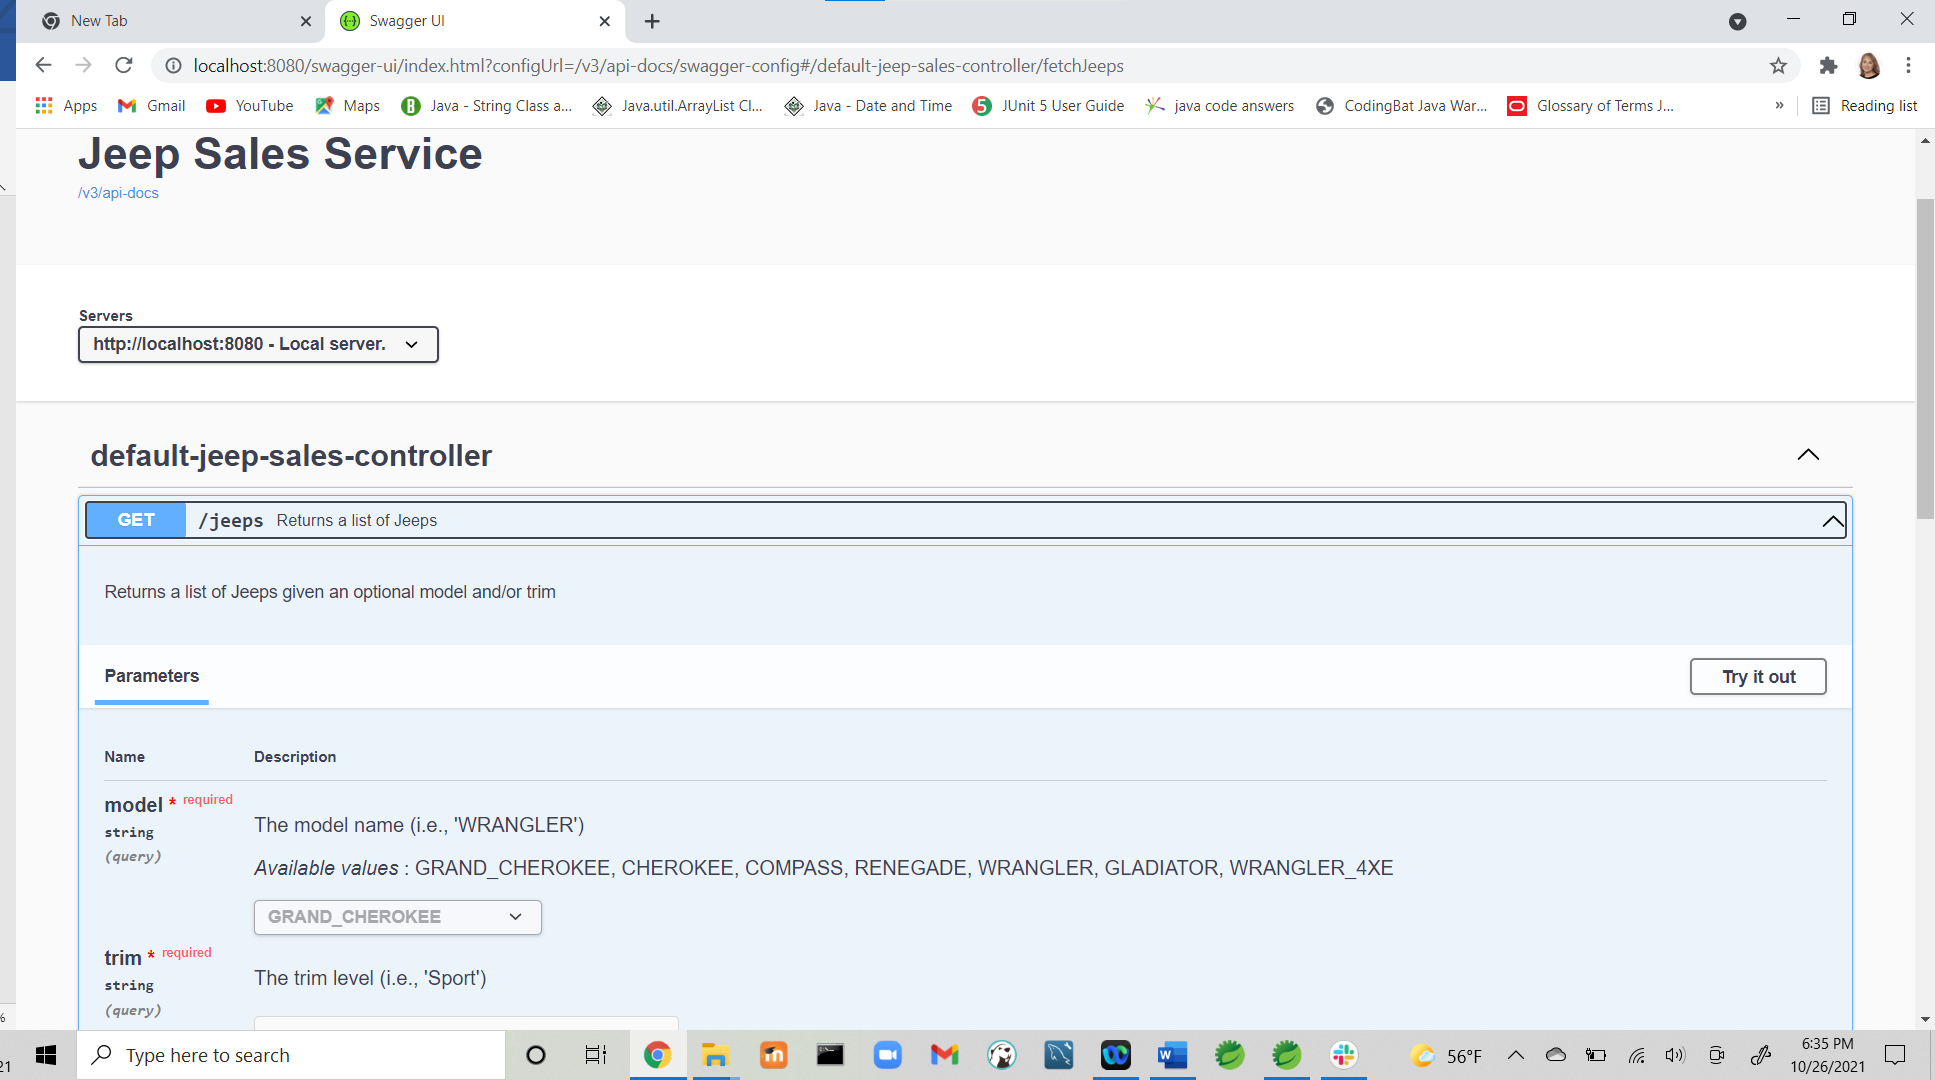 New Tab
Swagger UI
localhost:8080/swagger-ui/index.html?configUrl=/v3/api-docs/swagger-config#/default-jeep-sales-controller/fetchJeeps
Apps Gmail YouTube Maps Java - String Class a... Java.util.ArrayList Cl... Java - Date and Time JUnit 5 User Guide java code answers CodingBat Java War... Glossary of Terms J... » Reading list
Jeep Sales Service
/v3/api-docs
Servers
http://localhost:8080 - Local server.
default-jeep-sales-controller
GET /jeeps Returns a list of Jeeps
Returns a list of Jeeps given an optional model and/or trim
Parameters
Try it out
Name Description
model * required
string
(query)
The model name (i.e., 'WRANGLER')
Available values : GRAND_CHEROKEE, CHEROKEE, COMPASS, RENEGADE, WRANGLER, GLADIATOR, WRANGLER_4XE
GRAND_CHEROKEE
trim * required
string
(query)
The trim level (i.e., 'Sport')
%
21
Type here to search
56°F
6:35 PM
10/26/2021